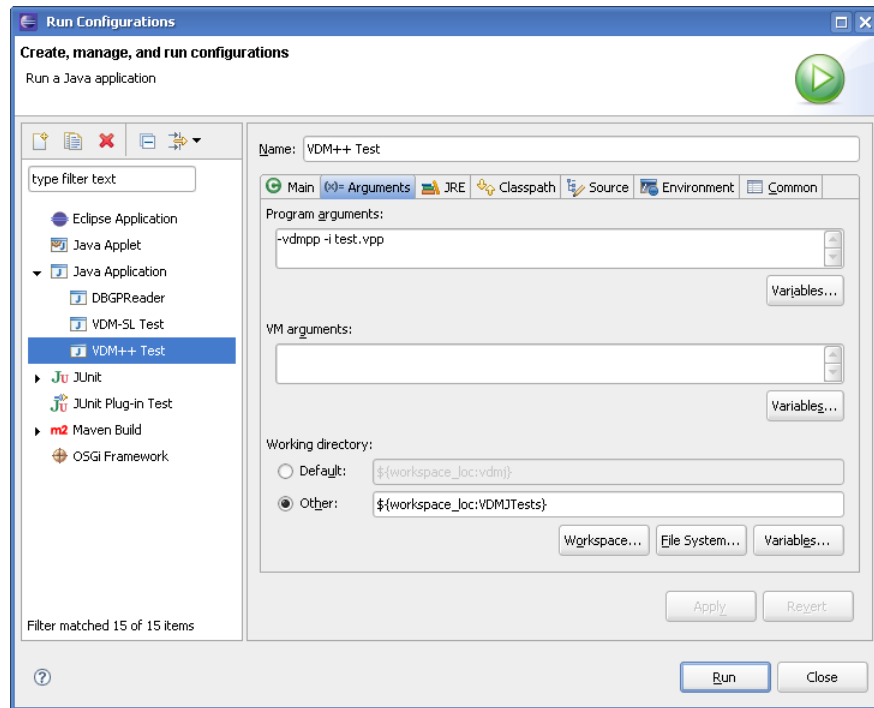 Run Configurations
Create, manage, and run configurations
Run a Java application
type filter text
Eclipse Application
Java Applet
Java Application
DBGPReader
VDM-SL Test
VDM++ Test
JUnit
JUnit Plug-in Test
m2 Maven Build
OSGi Framework
Filter matched 15 of 15 items
Name: VDM++ Test
Main (x)= Arguments JRE Classpath Source Environment Common
Program arguments:
-vdmpp -i test.vpp
Variables...
VM arguments:
Variables...
Working directory:
Default: ${workspace_loc:vdmj}
Other: ${workspace_loc:VDMJTests}
Workspace... File System... Variables...
Apply Revert
Run Close